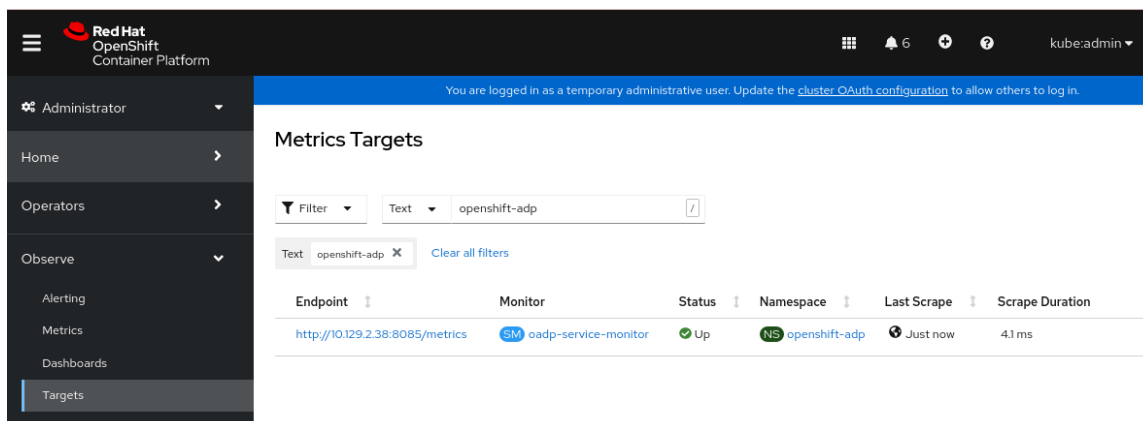 Red Hat
OpenShift
Container Platform
6
kube:admin
You are logged in as a temporary administrative user. Update the cluster OAuth configuration to allow others to log in.
Administrator
Home
Operators
Observe
Alerting
Metrics
Dashboards
Targets
Metrics Targets
Filter Text openshift-adp /
Text openshift-adp Clear all filters
Endpoint Monitor Status Namespace Last Scrape Scrape Duration
http://10.129.2.38:8085/metrics SM oadp-service-monitor Up NS openshift-adp Just now 4.1 ms